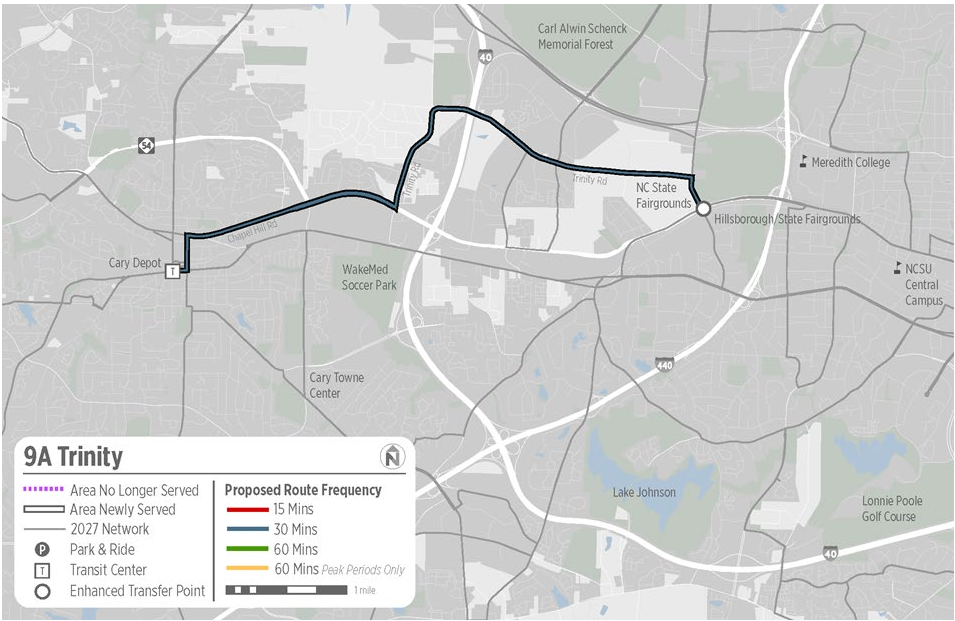 Carl Alwin Schenck
Memorial Forest
40
54
Meredith College
Trinity Rd
Trinity Rd
NC State
Fairgrounds
Hillsborough/State Fairgrounds
Chapel Hill Rd
Cary Depot
T
WakeMed
Soccer Park
NCSU
Central
Campus
440
Cary Towne
Center
Lake Johnson
Lonnie Poole
Golf Course
40
9A Trinity
N
Area No Longer Served
Area Newly Served
2027 Network
P Park & Ride
T Transit Center
Enhanced Transfer Point
Proposed Route Frequency
15 Mins
30 Mins
60 Mins
60 Mins Peak Periods Only
1 mile